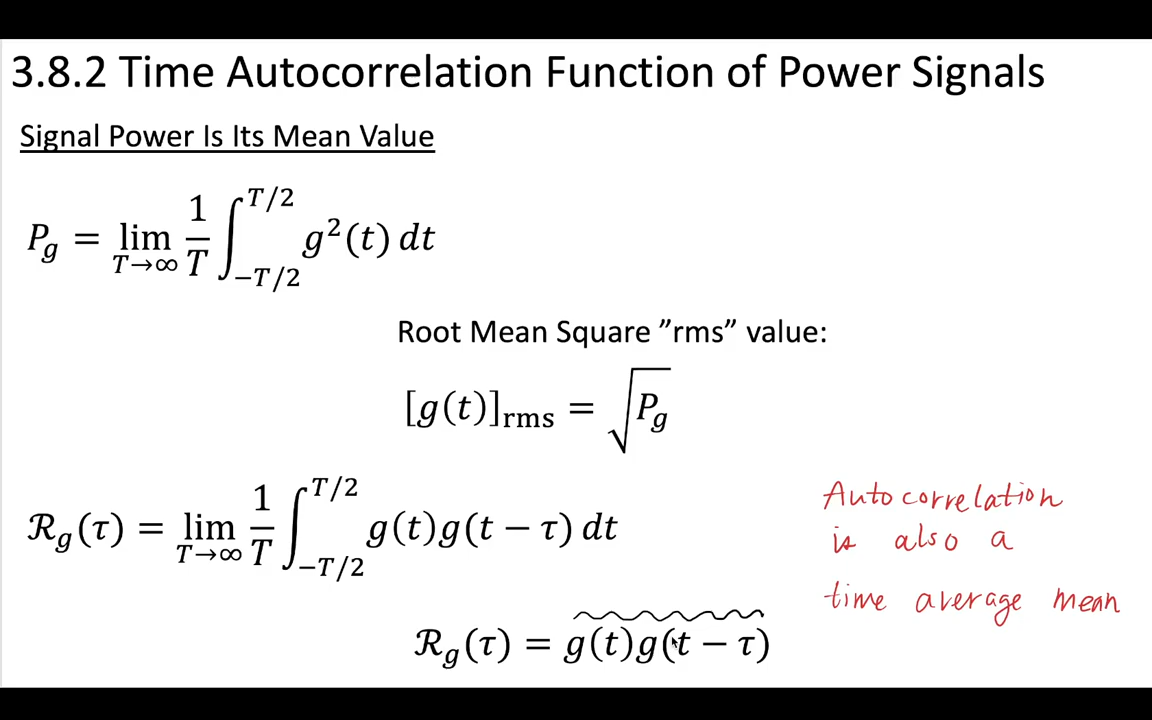 3.8.2 Time Autocorrelation Function of Power Signals
Signal Power Is Its Mean Value
P_g = lim_{T→∞} 1/T ∫_{−T/2}^{T/2} g²(t) dt
Root Mean Square ”rms” value:
[g(t)]_rms = √P_g
ℛ_g(τ) = lim_{T→∞} 1/T ∫_{−T/2}^{T/2} g(t)g(t − τ) dt
Autocorrelation
is also a
time average mean
ℛ_g(τ) = \widetilde{g(t)g(t − τ)}